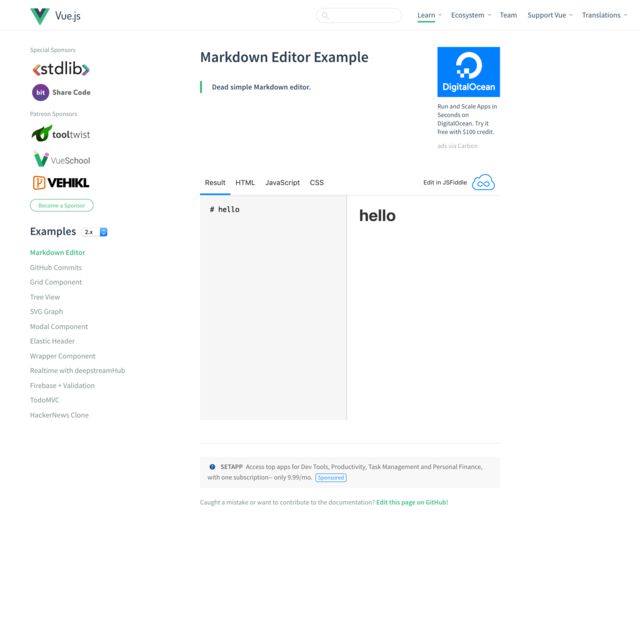 Vue.js
Learn Ecosystem Team Support Vue Translations
Special Sponsors
<stdlib>
bit Share Code
Patreon Sponsors
tooltwist
VueSchool
VEHIKL
Become a Sponsor
Examples 2.x
Markdown Editor
GitHub Commits
Grid Component
Tree View
SVG Graph
Modal Component
Elastic Header
Wrapper Component
Realtime with deepstreamHub
Firebase + Validation
TodoMVC
HackerNews Clone
Markdown Editor Example
Dead simple Markdown editor.
DigitalOcean
Run and Scale Apps in
Seconds on
DigitalOcean. Try it
free with $100 credit.
ads via Carbon
Result HTML JavaScript CSS
Edit in JSFiddle
# hello
hello
SETAPP Access top apps for Dev Tools, Productivity, Task Management and Personal Finance,
with one subscription-- only 9.99/mo. Sponsored
Caught a mistake or want to contribute to the documentation? Edit this page on GitHub!